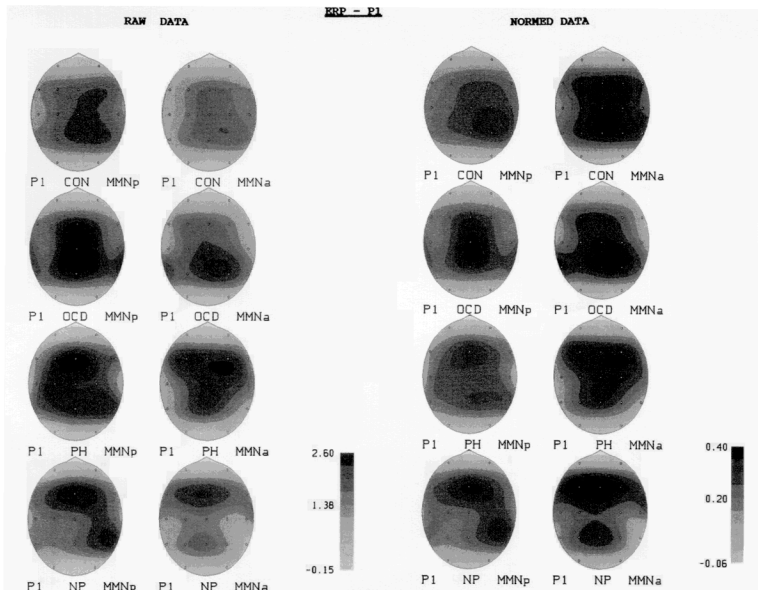 ERP - P1
RAW DATA
NORMED DATA
P1 CON MMNp
P1 CON MMNa
P1 CON MMNp
P1 CON MMNa
P1 OCD MMNp
P1 OCD MMNa
P1 OCD MMNp
P1 OCD MMNa
P1 PH MMNp
P1 PH MMNa
P1 PH MMNp
P1 PH MMNa
2.60
1.38
-0.15
0.40
0.20
-0.06
P1 NP MMNp
P1 NP MMNa
P1 NP MMNp
P1 NP MMNa